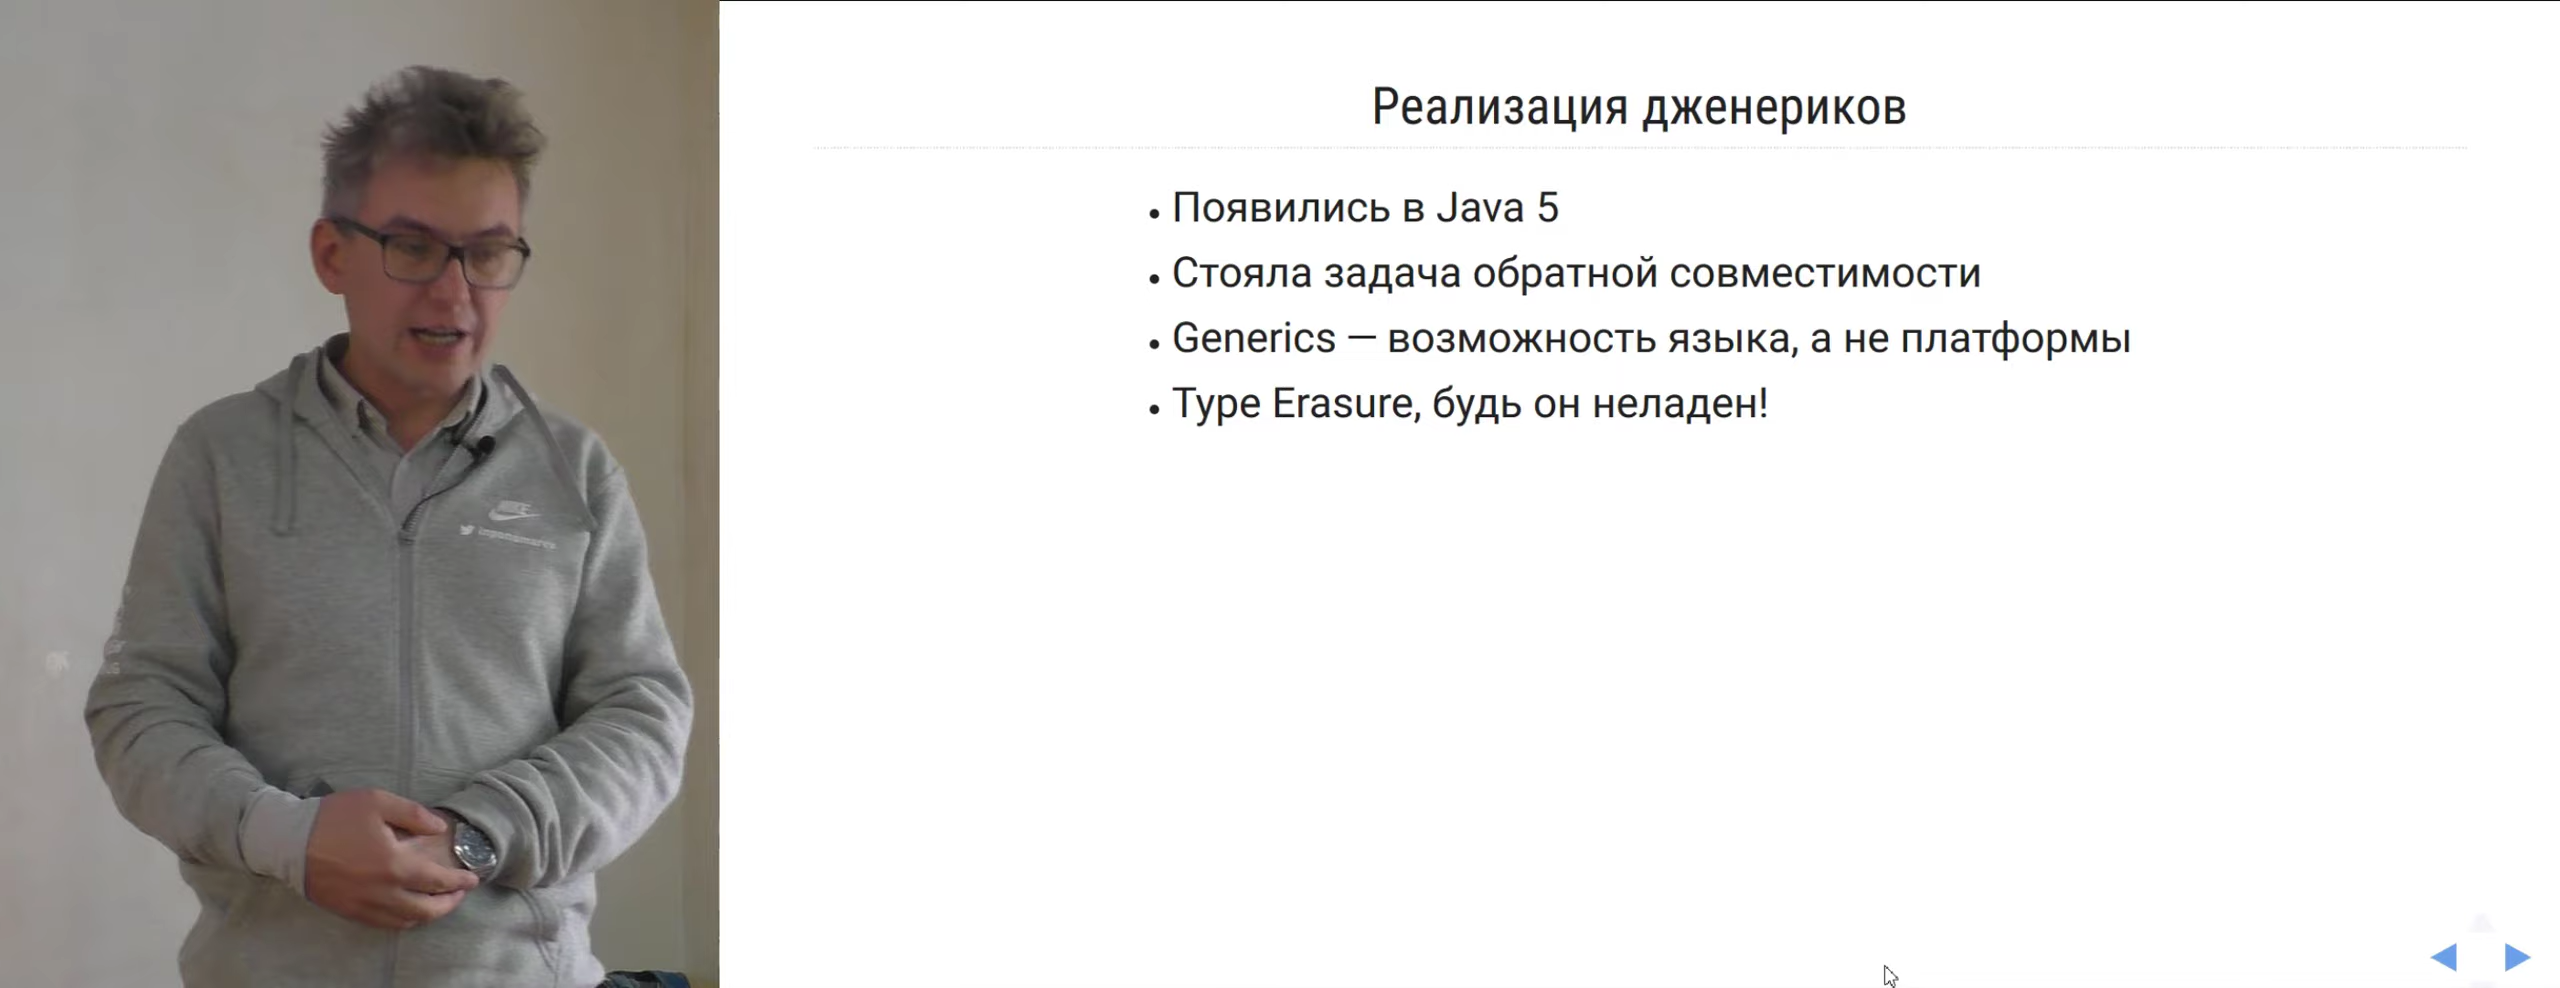 Реализация дженериков
• Появились в Java 5
• Стояла задача обратной совместимости
• Generics — возможность языка, а не платформы
• Type Erasure, будь он неладен!
NIKE